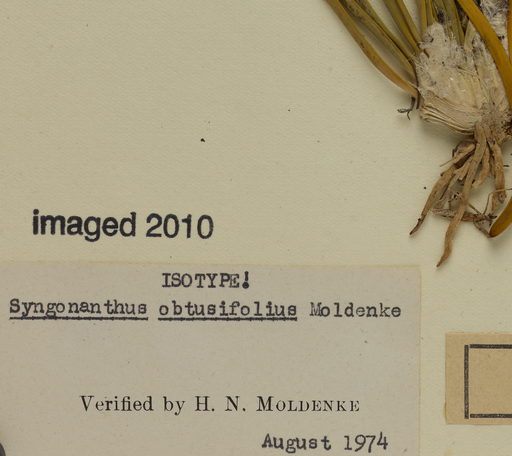 imaged 2010
ISOTYPE!
Syngonanthus obtusifolius Moldenke
Verified by H. N. MOLDENKE
August 1974